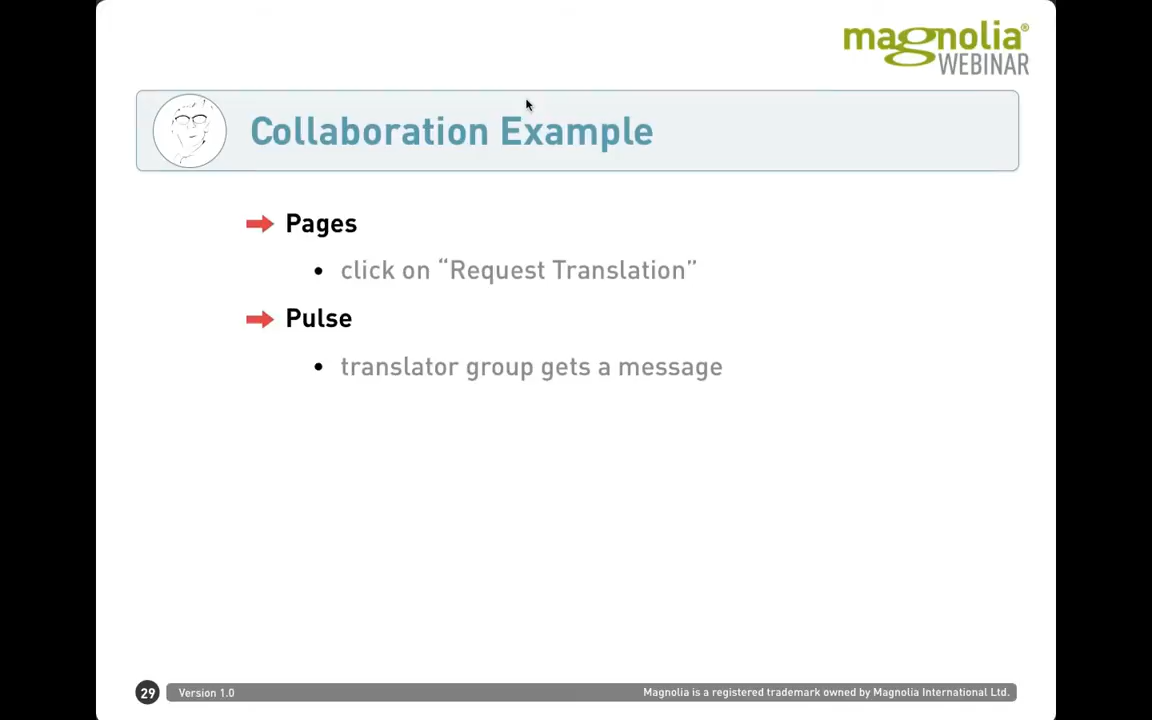 magnolia®
WEBINAR
Collaboration Example
Pages
• click on “Request Translation”
Pulse
• translator group gets a message
29 Version 1.0 Magnolia is a registered trademark owned by Magnolia International Ltd.